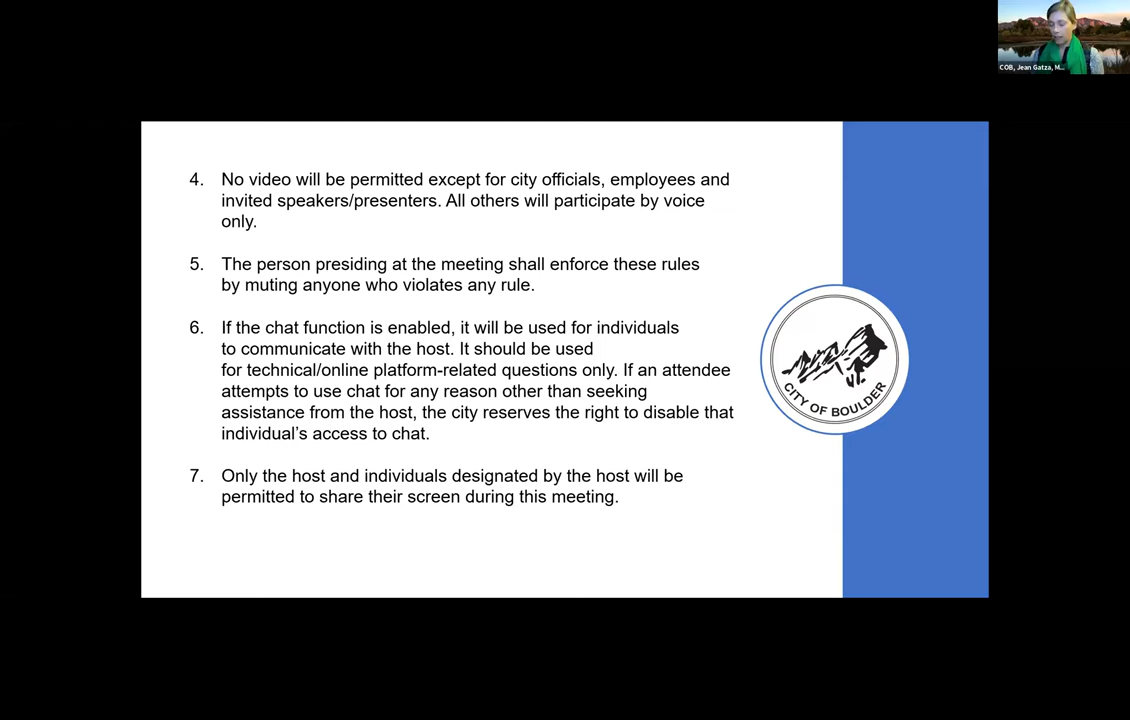 COB, Jean Gatza, M...
4. No video will be permitted except for city officials, employees and
invited speakers/presenters. All others will participate by voice
only.
5. The person presiding at the meeting shall enforce these rules
by muting anyone who violates any rule.
6. If the chat function is enabled, it will be used for individuals
to communicate with the host. It should be used
for technical/online platform-related questions only. If an attendee
attempts to use chat for any reason other than seeking
assistance from the host, the city reserves the right to disable that
individual’s access to chat.
7. Only the host and individuals designated by the host will be
permitted to share their screen during this meeting.
CITY OF BOULDER